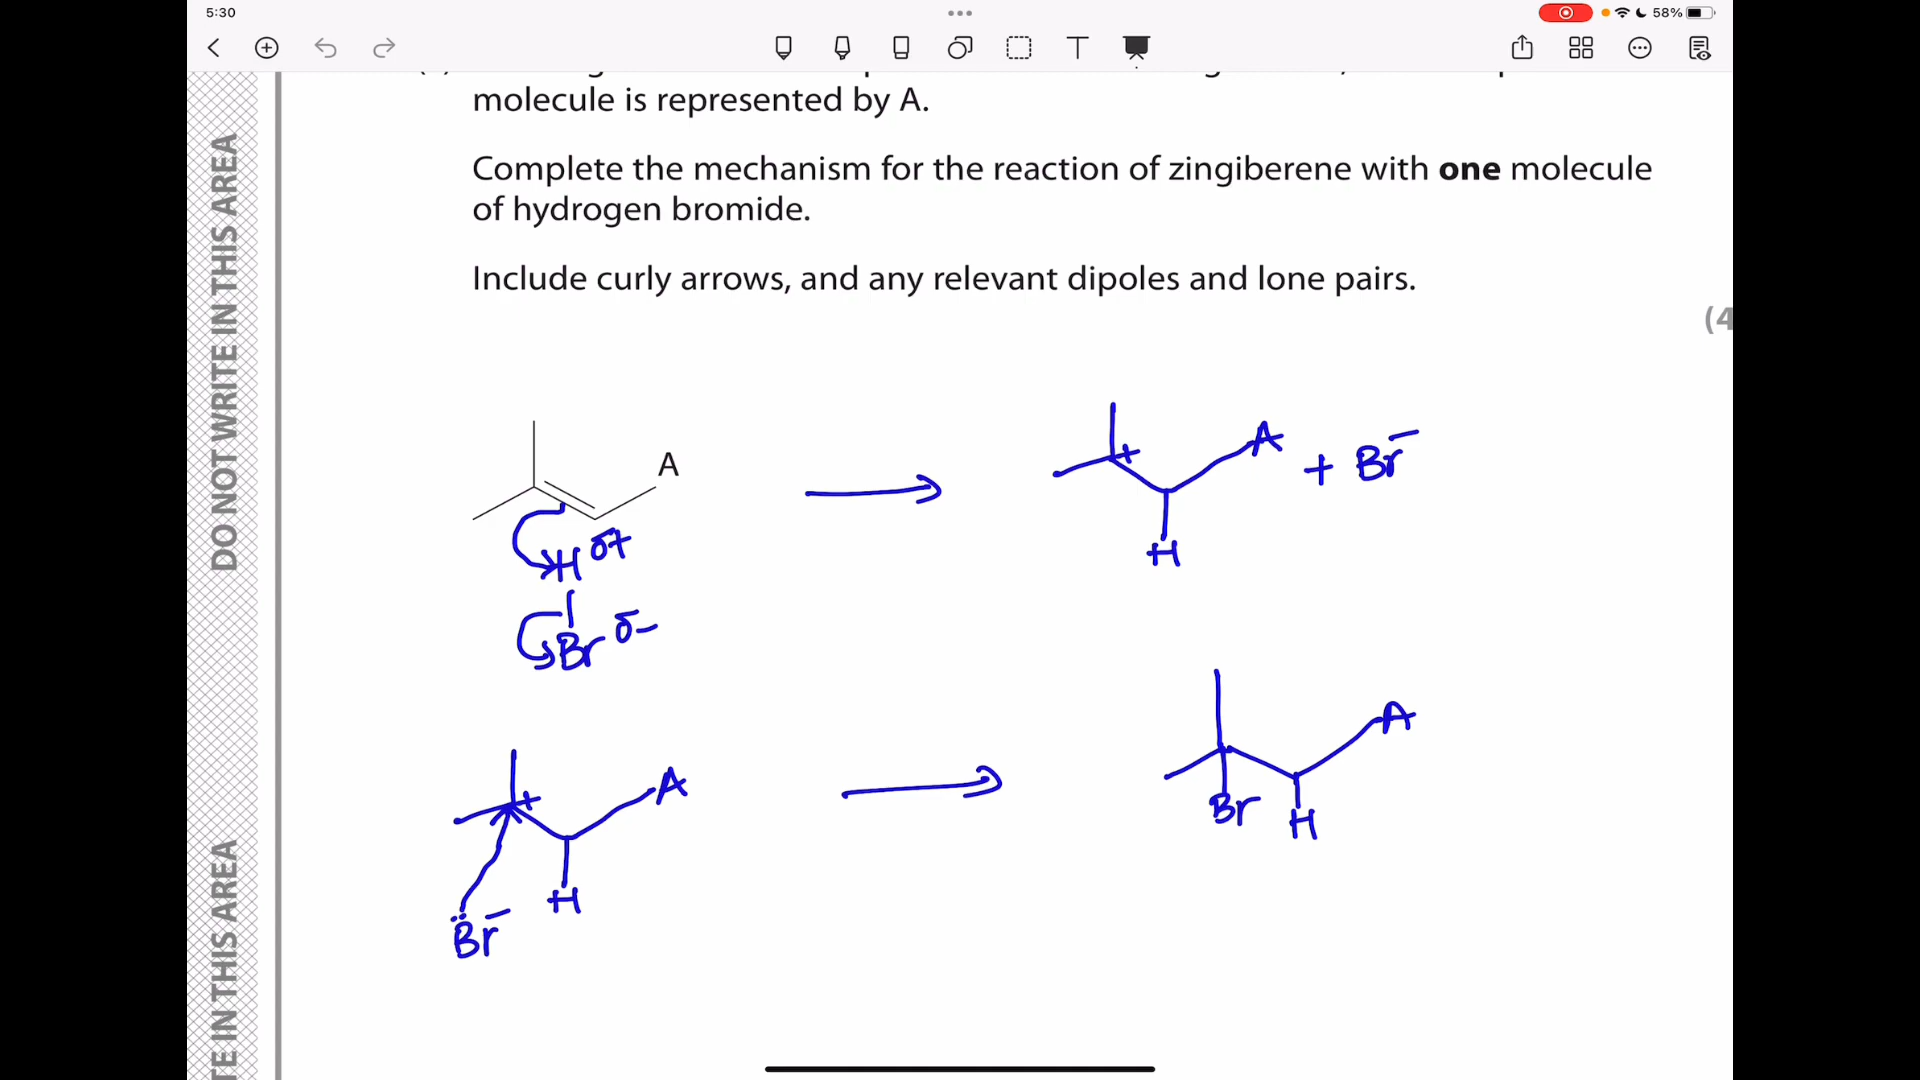 5:30
58%
molecule is represented by A.
Complete the mechanism for the reaction of zingiberene with one molecule
of hydrogen bromide.
Include curly arrows, and any relevant dipoles and lone pairs.
(4
A
H δ+
Br δ-
+ A + Br-
H
+ A
H
Br-
A
Br H
DO NOT WRITE IN THIS AREA
TE IN THIS AREA